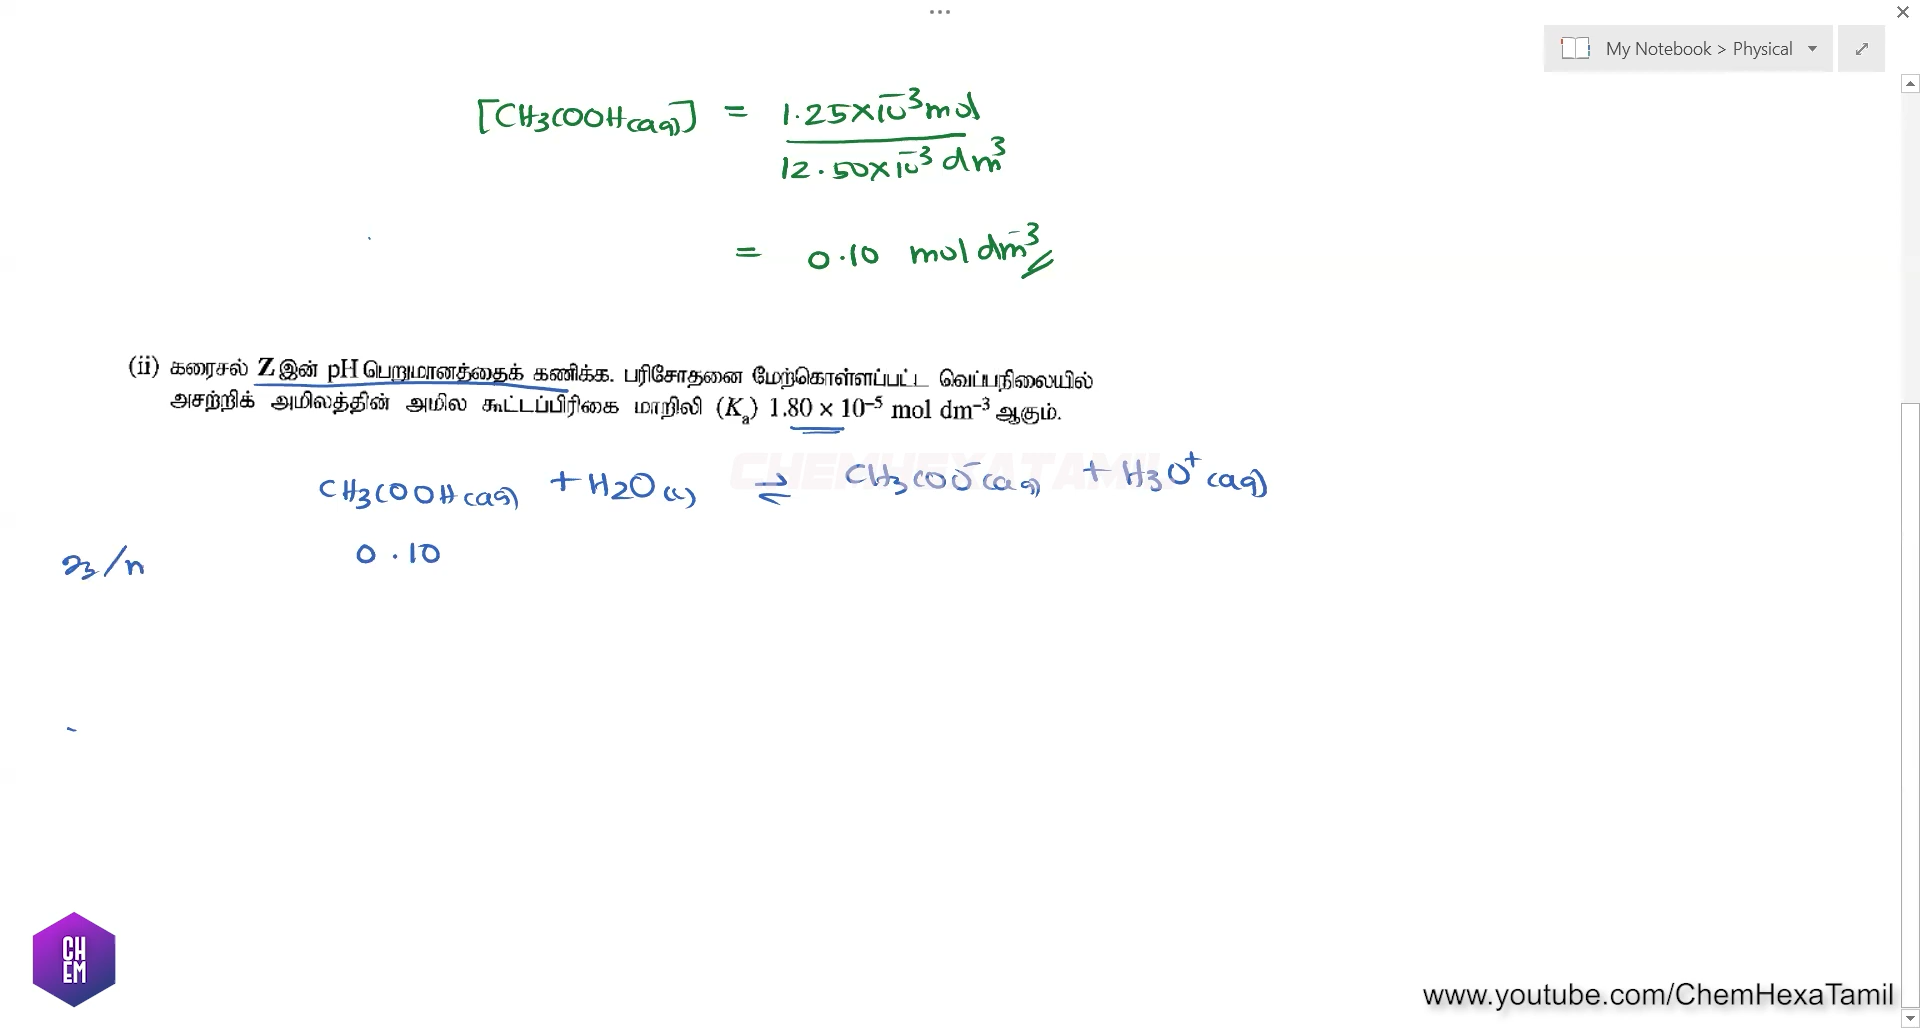 ...
My Notebook > Physical
[CH3COOH(aq)] = 1.25×10⁻³ mol
12.50×10⁻³ dm³
= 0.10 mol dm⁻³
(ii) கரைசல் Z இன் pH பெறுமானத்தைக் கணிக்க. பரிசோதனை மேற்கொள்ளப்பட்ட வெப்பநிலையில்
அசற்றிக் அமிலத்தின் அமில கூட்டப்பிரிகை மாறிலி (Kₐ) 1.80 × 10⁻⁵ mol dm⁻³ ஆகும்.
CHEMHEXATAMIL
CH3COOH(aq) + H2O(l) ⇌ CH3COO⁻(aq) + H3O⁺(aq)
0.10
CH
EM
www.youtube.com/ChemHexaTamil